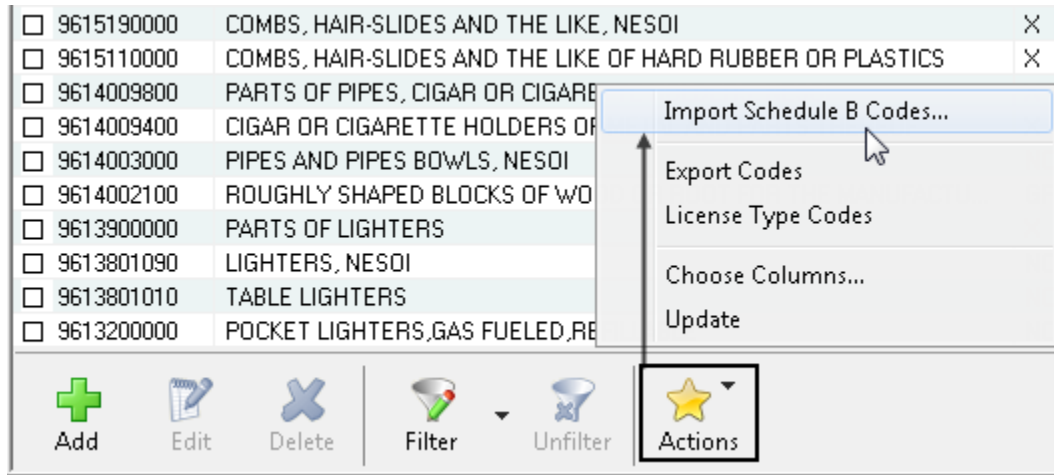 9615190000 COMBS, HAIR-SLIDES AND THE LIKE, NESOI X
9615110000 COMBS, HAIR-SLIDES AND THE LIKE OF HARD RUBBER OR PLASTICS X
9614009800 PARTS OF PIPES, CIGAR OR CIGARE
9614009400 CIGAR OR CIGARETTE HOLDERS OF
9614003000 PIPES AND PIPES BOWLS, NESOI
9614002100 ROUGHLY SHAPED BLOCKS OF WO
9613900000 PARTS OF LIGHTERS
9613801090 LIGHTERS, NESOI
9613801010 TABLE LIGHTERS
9613200000 POCKET LIGHTERS,GAS FUELED,RE
Import Schedule B Codes...
Export Codes
License Type Codes
Choose Columns...
Update
Add Edit Delete Filter Unfilter Actions